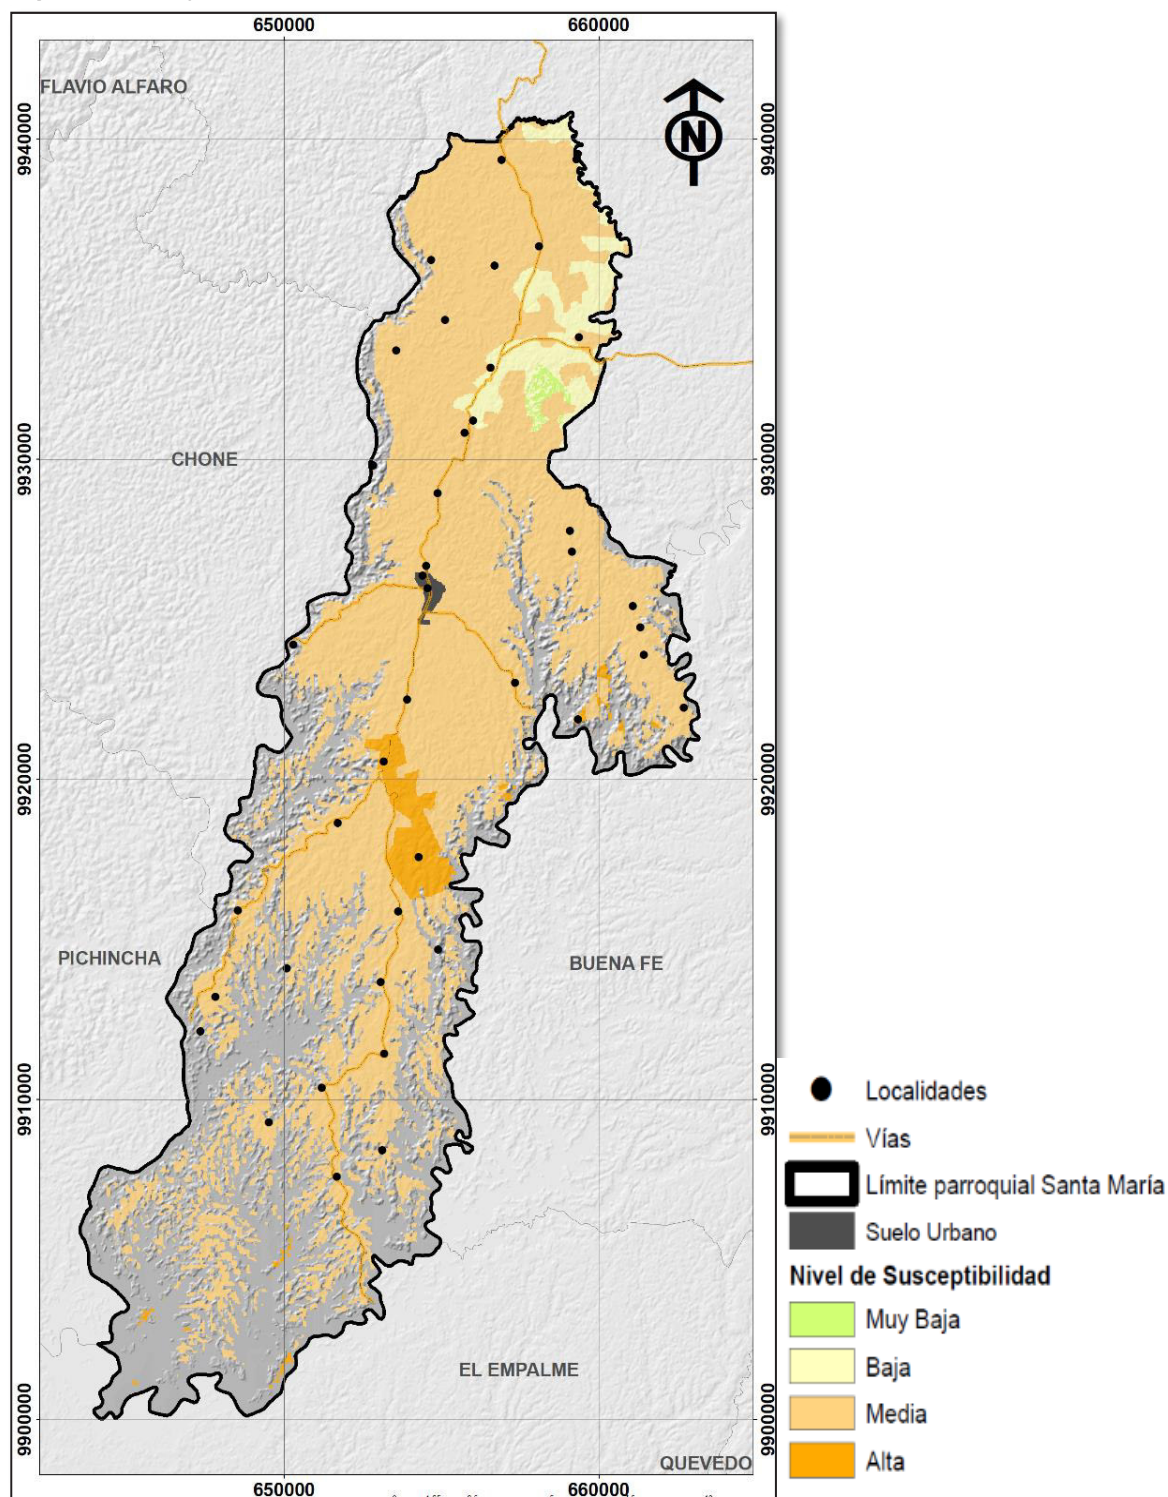 650000
660000
FLAVIO ALFARO
N
9940000
9940000
CHONE
9930000
9930000
9920000
9920000
PICHINCHA
BUENA FE
9910000
9910000
EL EMPALME
9900000
9900000
QUEVEDO
650000
660000
Localidades
Vías
Límite parroquial Santa María
Suelo Urbano
Nivel de Susceptibilidad
Muy Baja
Baja
Media
Alta